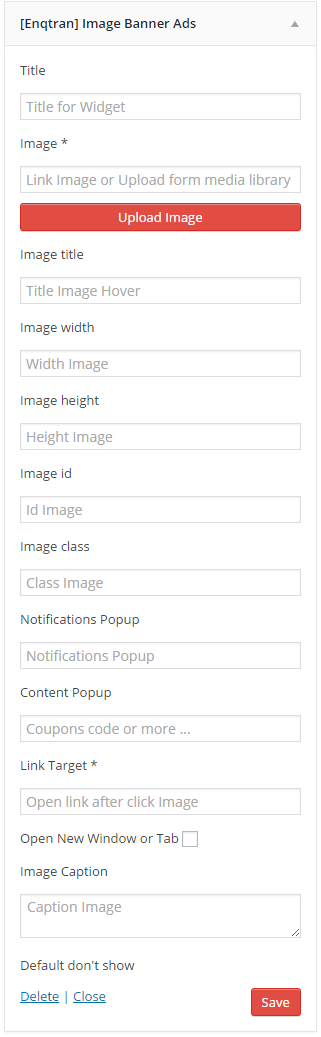 [Enqtran] Image Banner Ads
Title
Title for Widget
Image *
Link Image or Upload form media library
Upload Image
Image title
Title Image Hover
Image width
Width Image
Image height
Height Image
Image id
Id Image
Image class
Class Image
Notifications Popup
Notifications Popup
Content Popup
Coupons code or more ...
Link Target *
Open link after click Image
Open New Window or Tab
Image Caption
Caption Image
Default don't show
Delete | Close
Save